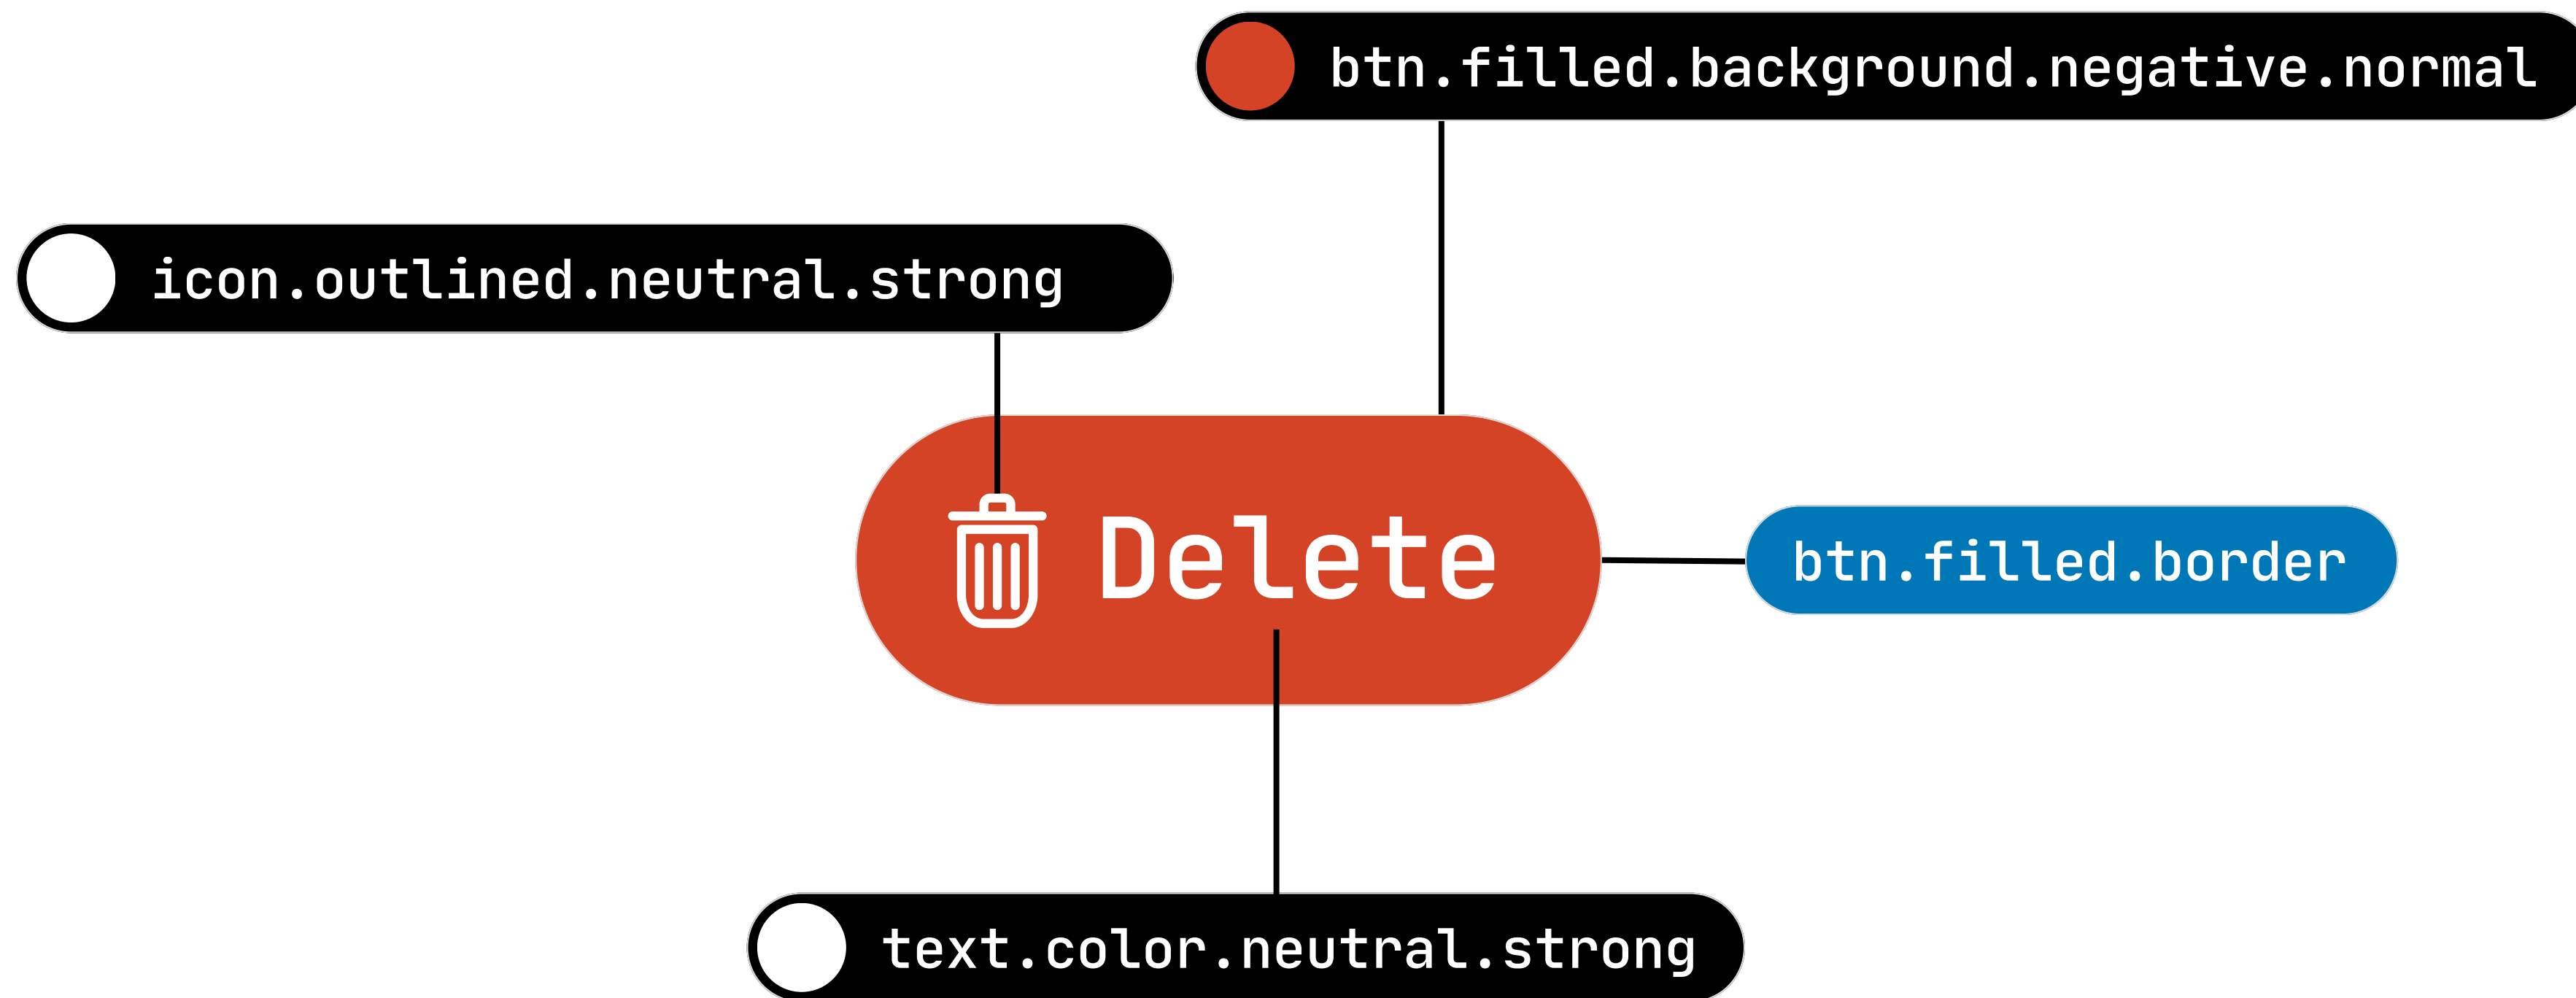 btn.filled.background.negative.normal
icon.outlined.neutral.strong
Delete
btn.filled.border
text.color.neutral.strong